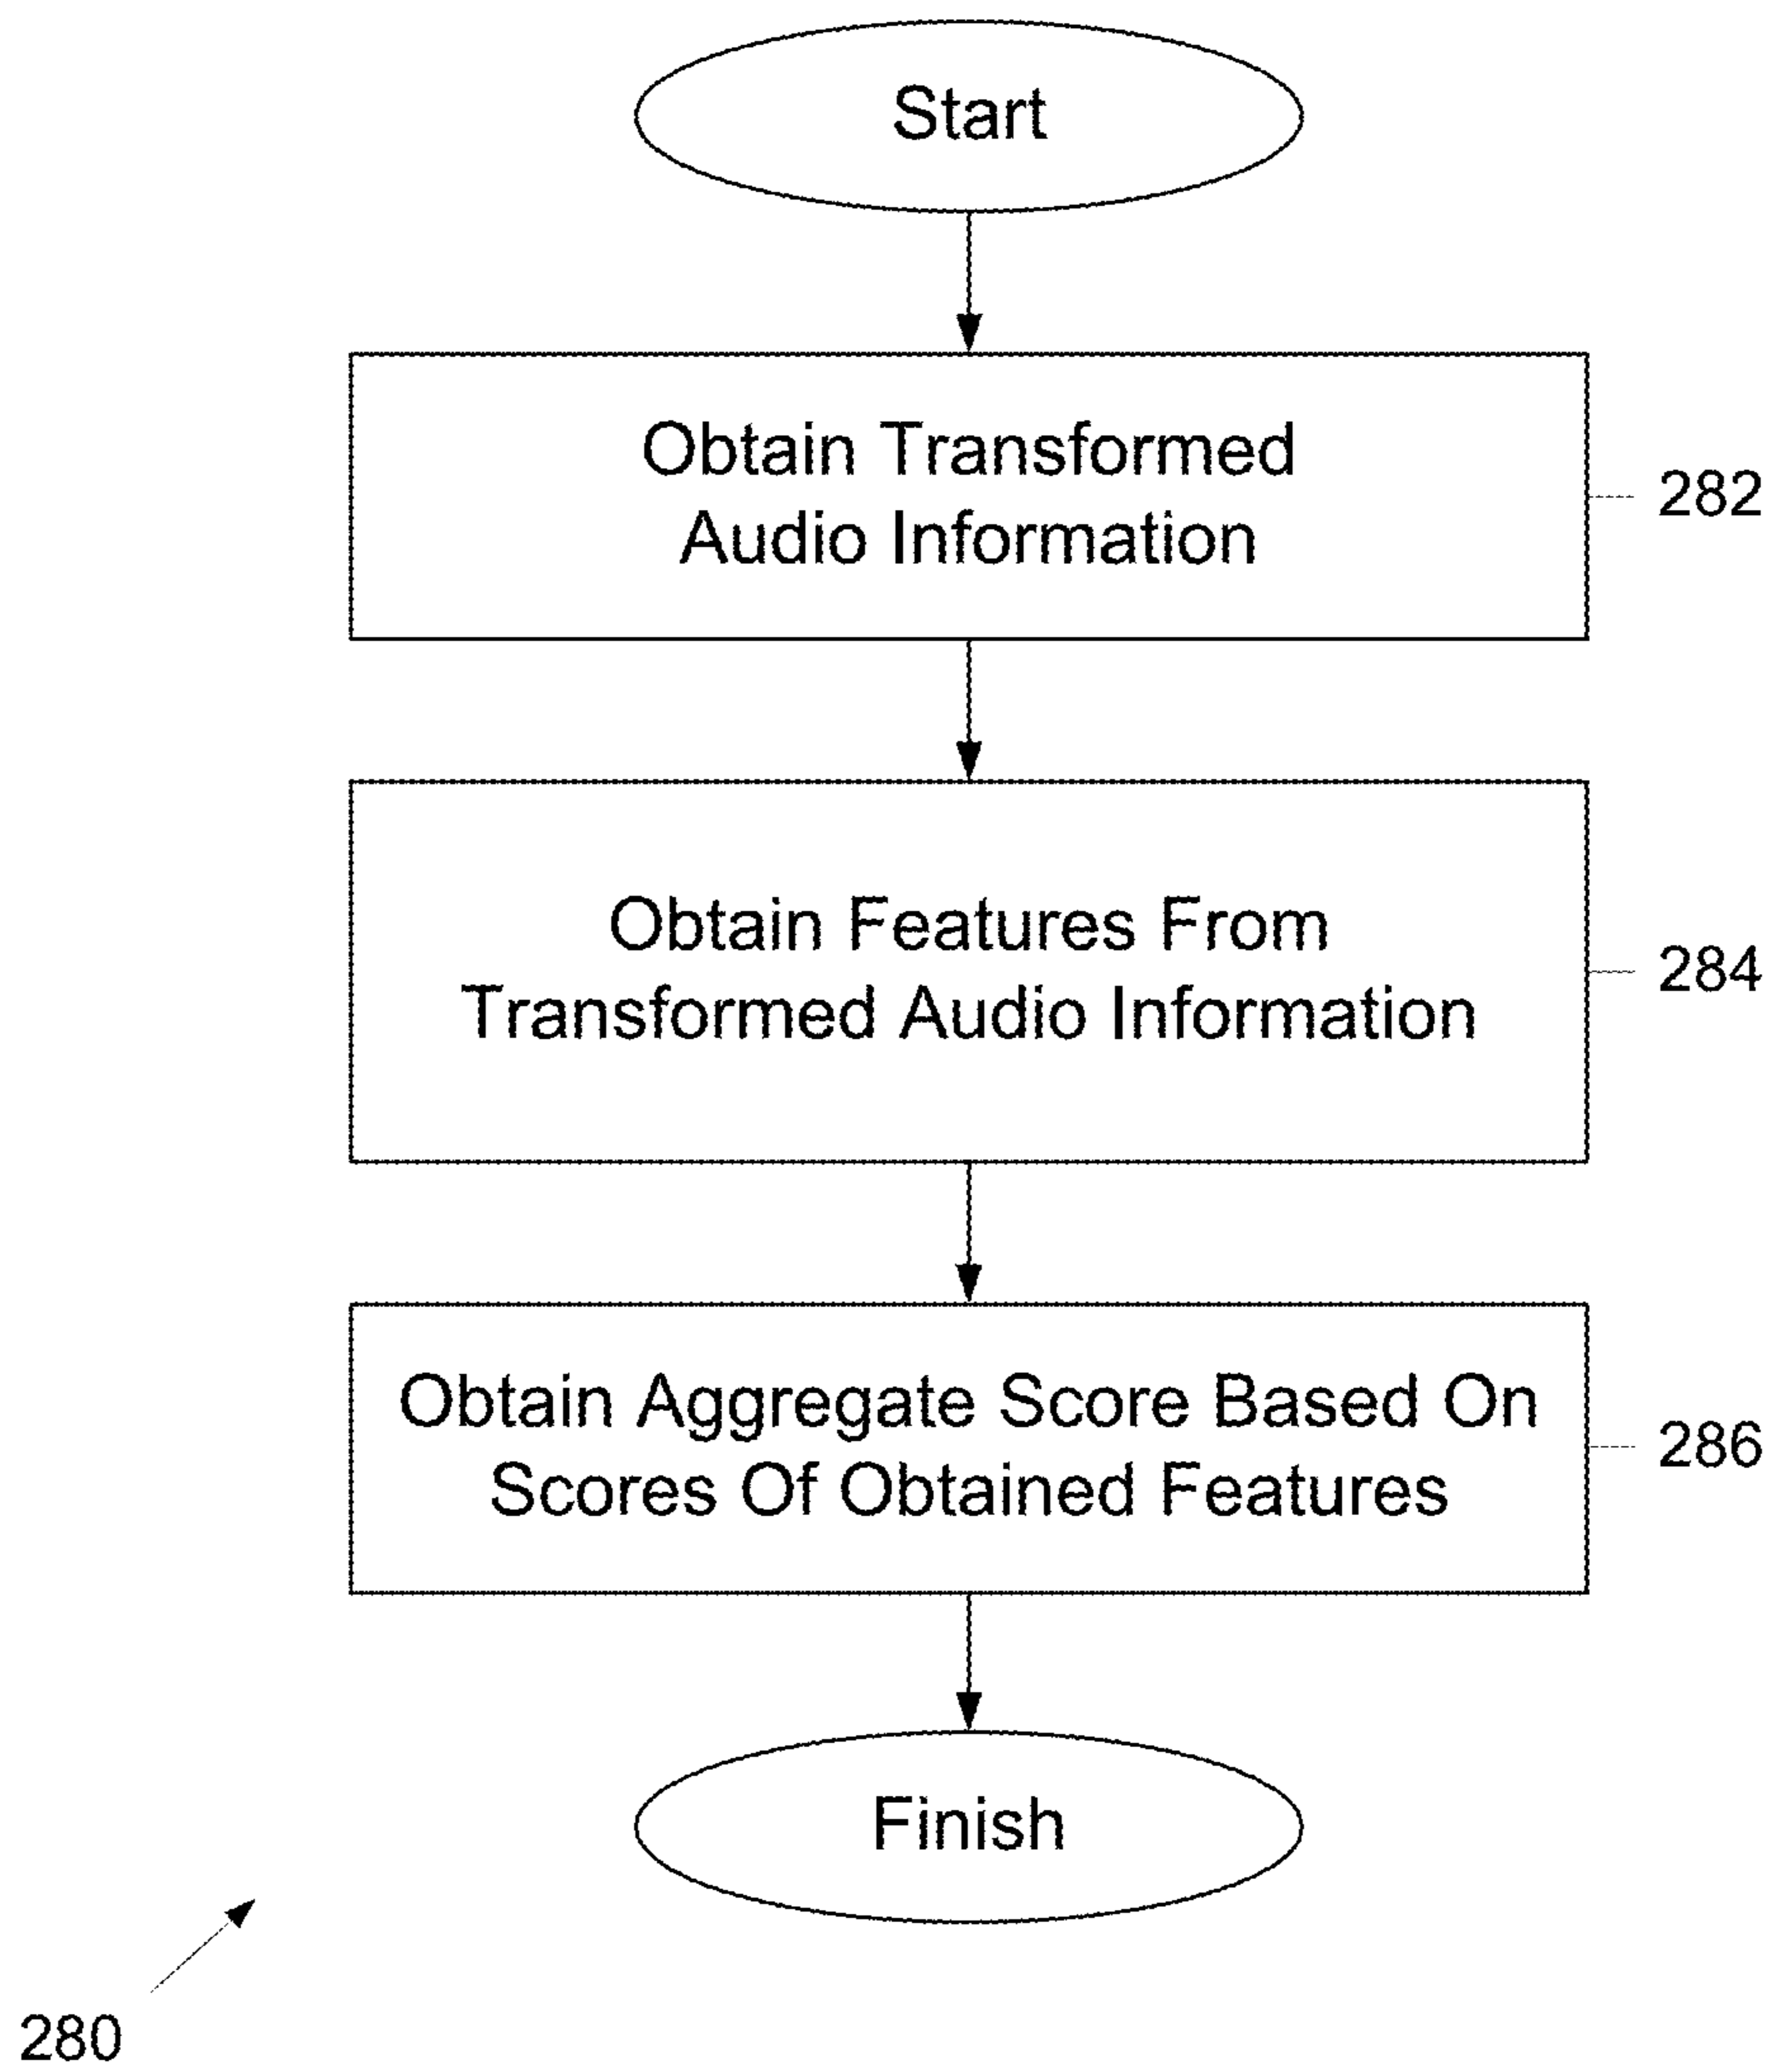 Start
Obtain Transformed
Audio Information
282
Obtain Features From
Transformed Audio Information
284
Obtain Aggregate Score Based On
Scores Of Obtained Features
286
Finish
280